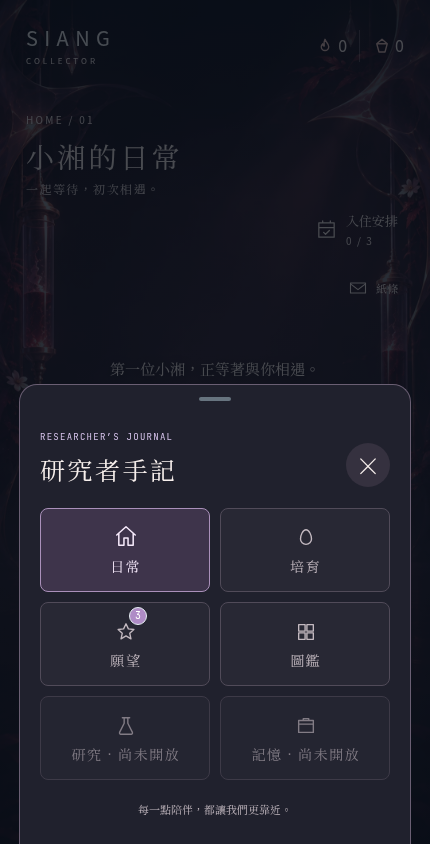 SIANG
COLLECTOR
0
0
HOME / 01
小湘的日常
一起等待，初次相遇。
入住安排
0 / 3
紙條
第一位小湘，正等著與你相遇。
RESEARCHER'S JOURNAL
研究者手記
日常
培育
3
願望
圖鑑
研究・尚未開放
記憶・尚未開放
每一點陪伴，都讓我們更靠近。